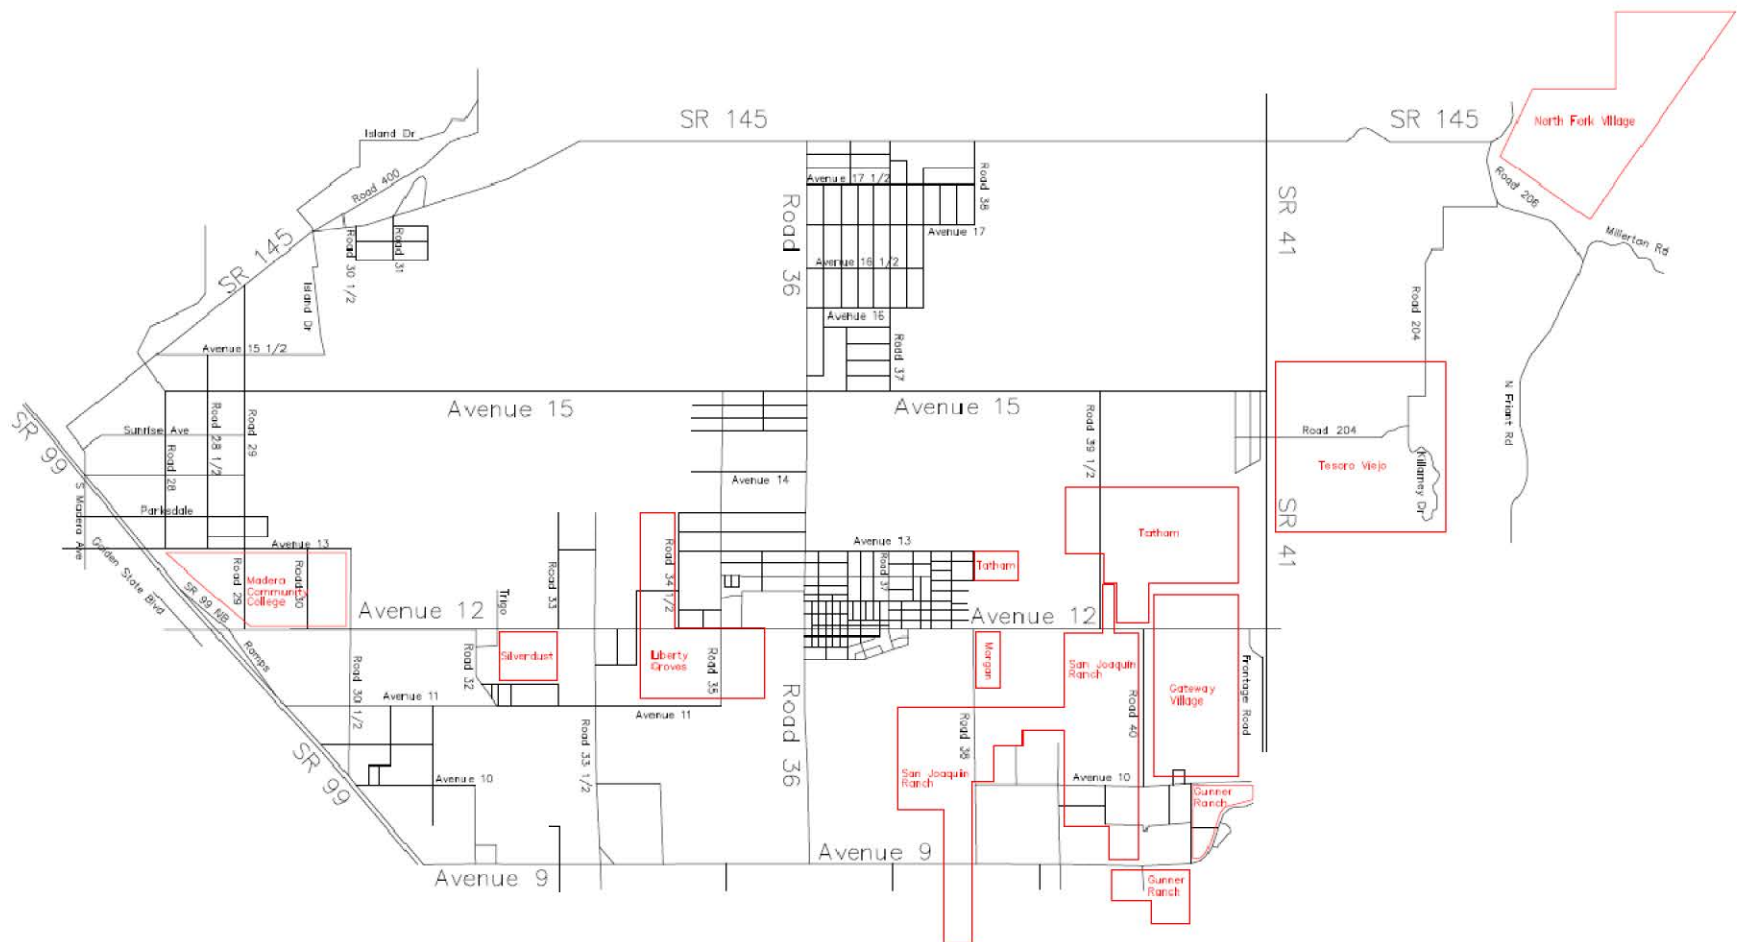 SR 145
SR 145
North Fork Village
Island Dr
Road 400
Avenue 17 1/2
Road 38
Road 206
Road 36
SR 41
Avenue 17
Millerton Rd
SR 145
Road 30 1/2
Road 31
Avenue 16 1/2
Island Dr
Road 204
Avenue 16
Avenue 15 1/2
Road 37
Avenue 15
Avenue 15
N Friant Rd
Road 28 1/2
Road 29
Road 39 1/2
SR 99
Sunrise Ave
Road 28
Road 204
Tesoro Viejo
Killarney Dr
Avenue 14
S Madera Ave
Parksdale
SR 41
Tatham
Golden State Blvd
Avenue 13
Avenue 13
Road 29
Road 30
Madera
Community
College
Road 33
Road 34 1/2
Road 37
Tatham
SR 99 NB
Ramps
Avenue 12
Trigo
Avenue 12
Road 30 1/2
Road 32
Silverdust
Liberty
Groves
Road 35
Morgan
San Joaquin
Ranch
Road 40
Gateway
Village
Frontage Road
Avenue 11
Avenue 11
Road 33 1/2
Road 36
Road 38
SR 99
Avenue 10
San Joaquin
Ranch
Avenue 10
Gunner
Ranch
Avenue 9
Avenue 9
Gunner
Ranch